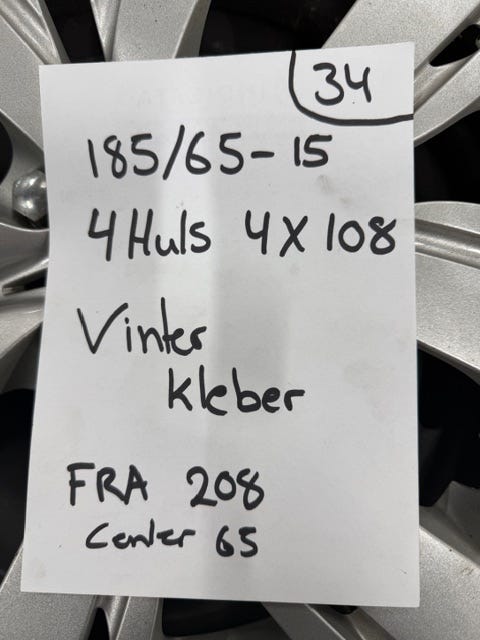 34
185/65-15
4Huls 4X108
Vinter
Kleber
FRA 208
Center 65